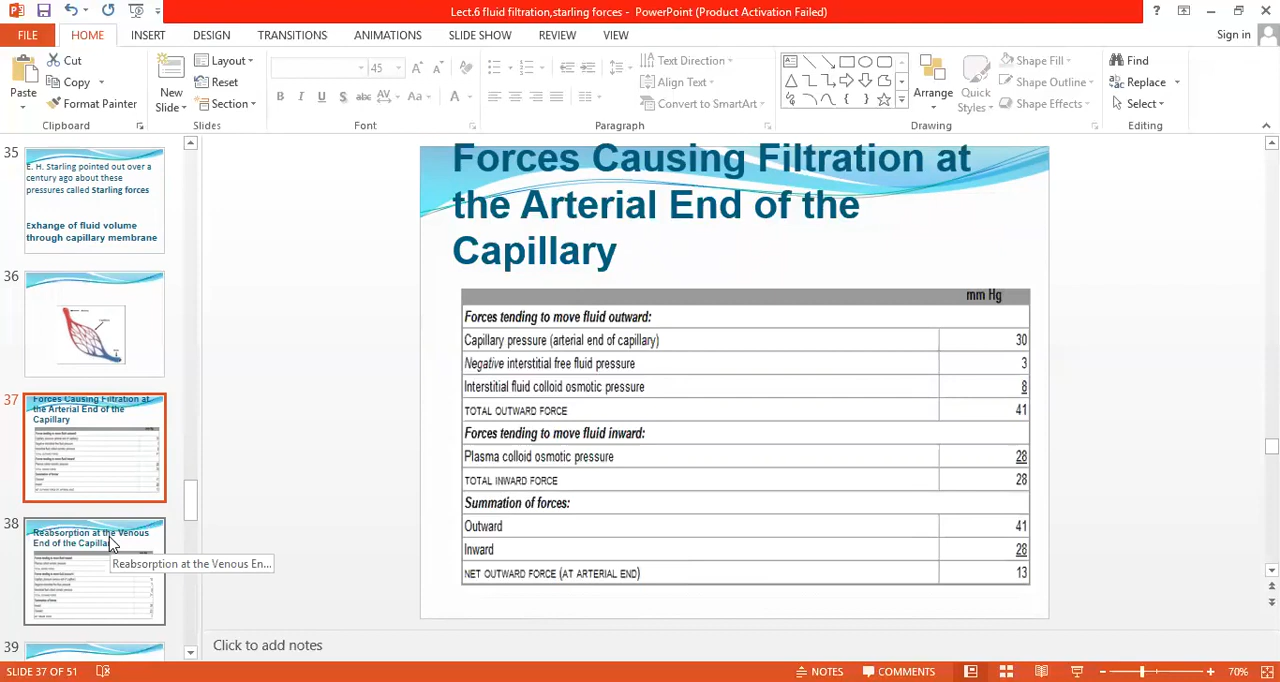 Lect.6 fluid filtration,starling forces - PowerPoint (Product Activation Failed)
FILE HOME INSERT DESIGN TRANSITIONS ANIMATIONS SLIDE SHOW REVIEW VIEW Sign in
Paste
Cut
Copy
Format Painter
Clipboard
New
Slide
Layout
Reset
Section
Slides
45
Font
Text Direction
Align Text
Convert to SmartArt
Paragraph
Arrange
Quick
Styles
Shape Fill
Shape Outline
Shape Effects
Drawing
Find
Replace
Select
Editing
35
E. H. Starling pointed out over a
century ago about these
pressures called Starling forces
Exhange of fluid volume
through capillary membrane
36
37
Forces Causing Filtration at
the Arterial End of the
Capillary
38
Reabsorption at the Venous
End of the Capillar
Reabsorption at the Venous En...
39
Forces Causing Filtration at
the Arterial End of the
Capillary
mm Hg
Forces tending to move fluid outward:
Capillary pressure (arterial end of capillary) 30
Negative interstitial free fluid pressure 3
Interstitial fluid colloid osmotic pressure 8
TOTAL OUTWARD FORCE 41
Forces tending to move fluid inward:
Plasma colloid osmotic pressure 28
TOTAL INWARD FORCE 28
Summation of forces:
Outward 41
Inward 28
NET OUTWARD FORCE (AT ARTERIAL END) 13
Click to add notes
SLIDE 37 OF 51 NOTES COMMENTS 70%